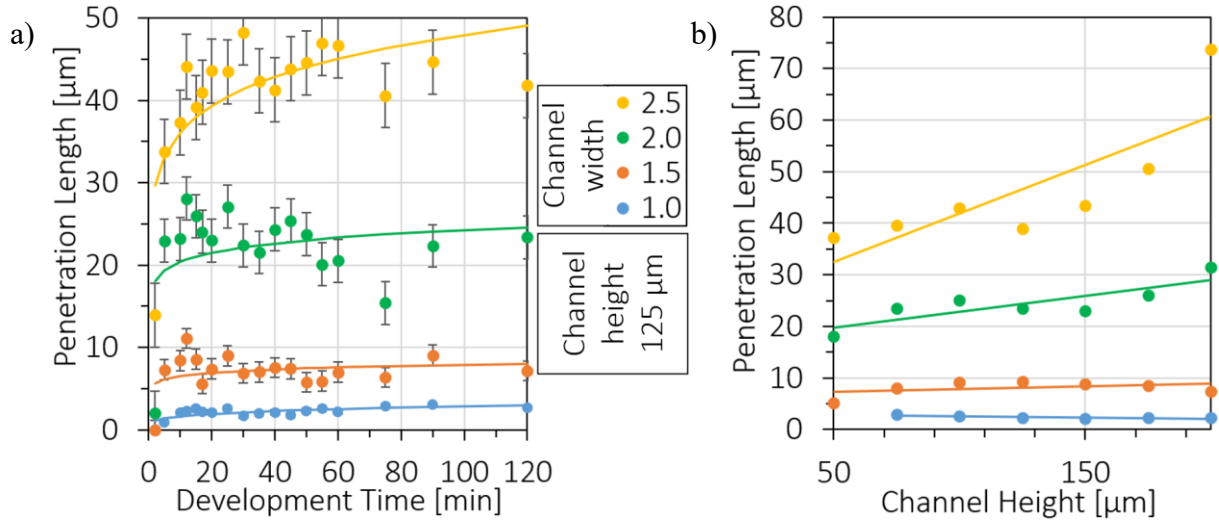 a)
Penetration Length [µm]
50
40
30
20
10
0
0 20 40 60 80 100 120
Development Time [min]
Channel
width
2.5
2.0
1.5
1.0
Channel
height
125 µm
b)
Penetration Length [µm]
80
70
60
50
40
30
20
10
0
50 150
Channel Height [µm]